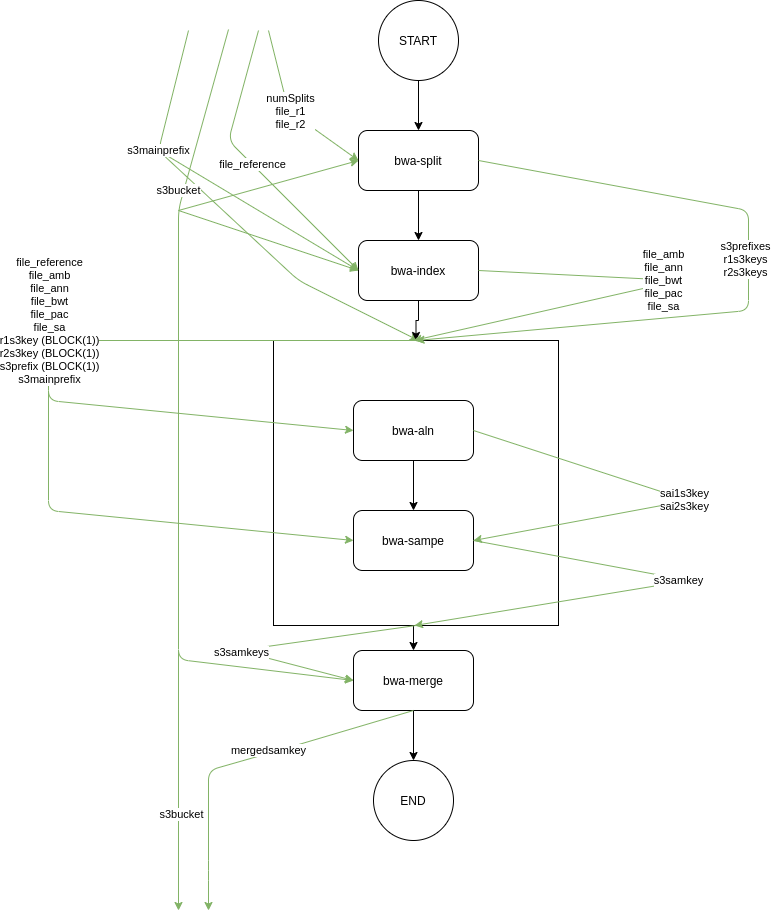 START
numSplits
file_r1
file_r2
s3mainprefix
file_reference
bwa-split
s3bucket
s3prefixes
r1s3keys
r2s3keys
bwa-index
file_amb
file_ann
file_bwt
file_pac
file_sa
file_reference
file_amb
file_ann
file_bwt
file_pac
file_sa
r1s3key (BLOCK(1))
r2s3key (BLOCK(1))
s3prefix (BLOCK(1))
s3mainprefix
bwa-aln
sai1s3key
sai2s3key
bwa-sampe
s3samkey
s3samkeys
bwa-merge
mergedsamkey
END
s3bucket